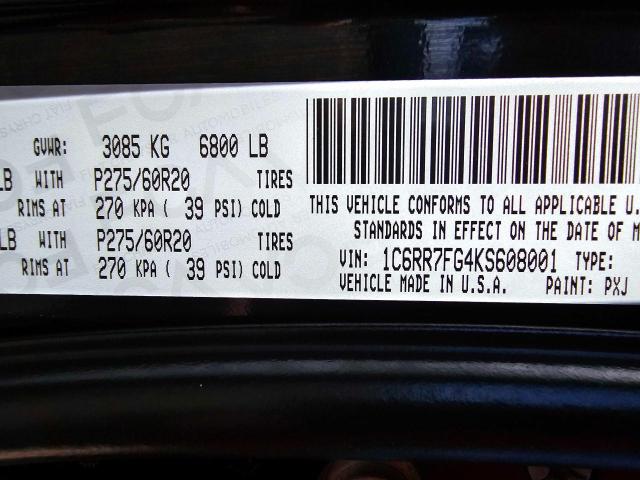 GVWR: 3085 KG 6800 LB
LB WITH P275/60R20 TIRES
RIMS AT 270 KPA ( 39 PSI) COLD
LB WITH P275/60R20 TIRES
RIMS AT 270 KPA ( 39 PSI) COLD
THIS VEHICLE CONFORMS TO ALL APPLICABLE U.
STANDARDS IN EFFECT ON THE DATE OF M
VIN: 1C6RR7FG4KS608001 TYPE:
VEHICLE MADE IN U.S.A. PAINT: PXJ